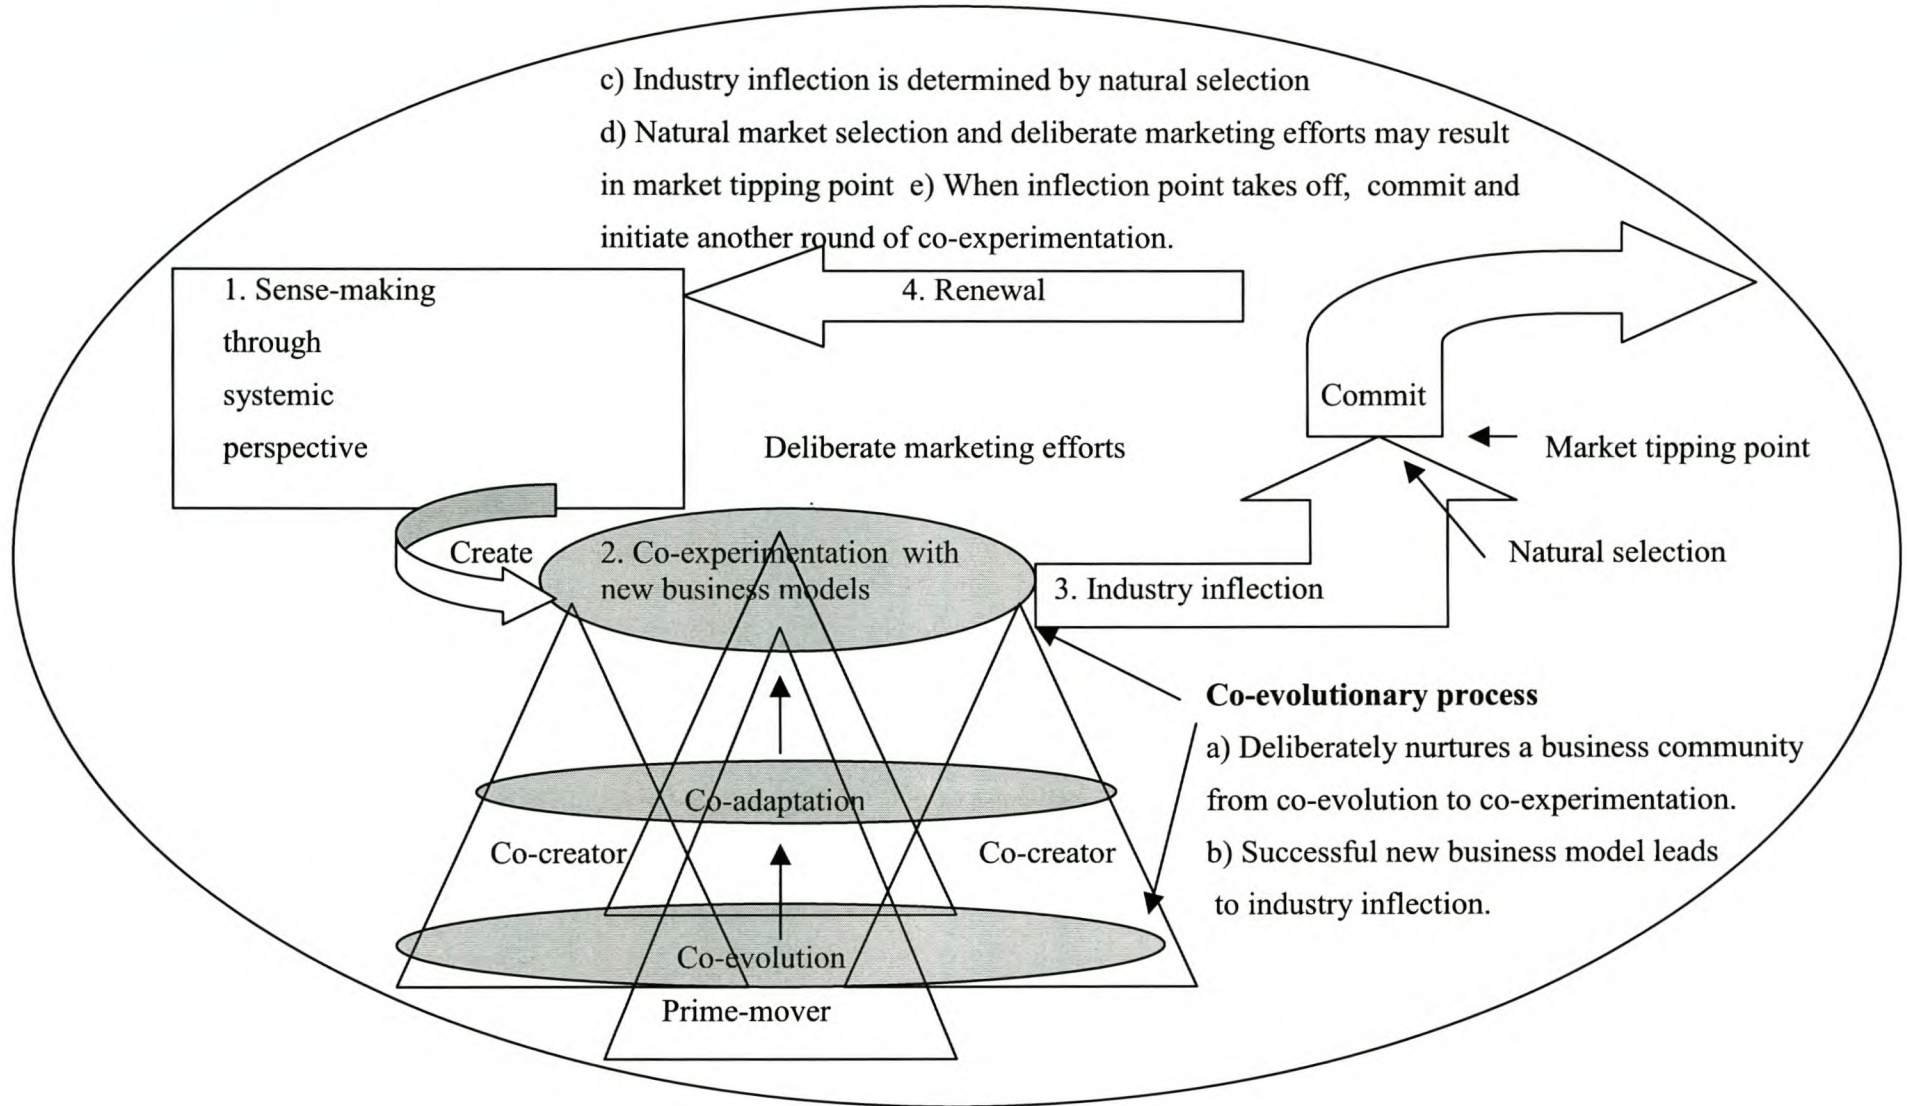 c) Industry inflection is determined by natural selection
d) Natural market selection and deliberate marketing efforts may result
in market tipping point e) When inflection point takes off, commit and
initiate another round of co-experimentation.
1. Sense-making
through
systemic
perspective
4. Renewal
Commit
Deliberate marketing efforts
Market tipping point
Create
2. Co-experimentation with
new business models
Natural selection
3. Industry inflection
Co-evolutionary process
a) Deliberately nurtures a business community
from co-evolution to co-experimentation.
b) Successful new business model leads
to industry inflection.
Co-adaptation
Co-creator
Co-creator
Co-evolution
Prime-mover